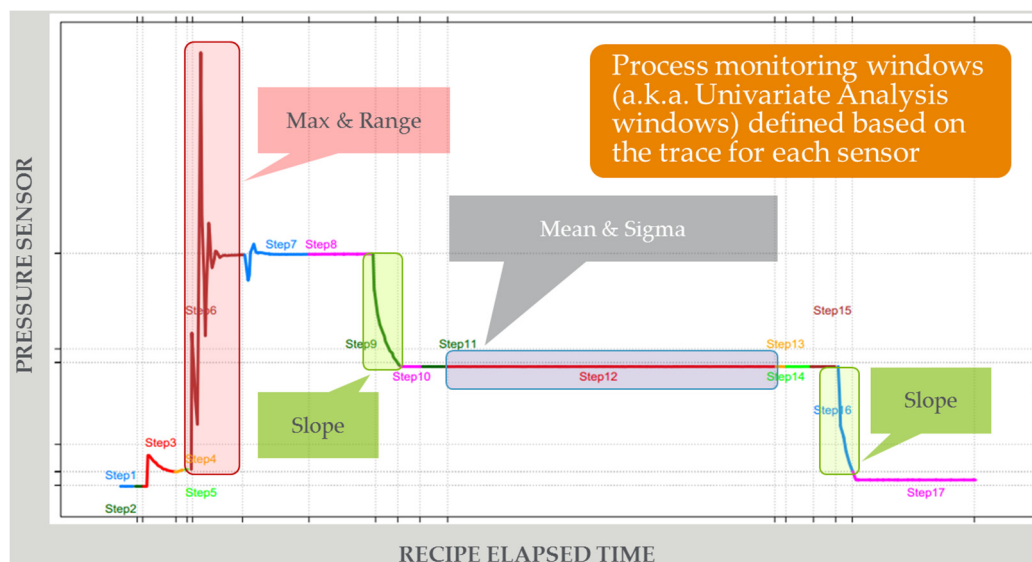 Process monitoring windows
(a.k.a. Univariate Analysis
windows) defined based on
the trace for each sensor
Max & Range
Mean & Sigma
Slope
Slope
PRESSURE SENSOR
Step1
Step2
Step3
Step4
Step5
Step6
Step7
Step8
Step9
Step10
Step11
Step12
Step13
Step14
Step15
Step16
Step17
RECIPE ELAPSED TIME